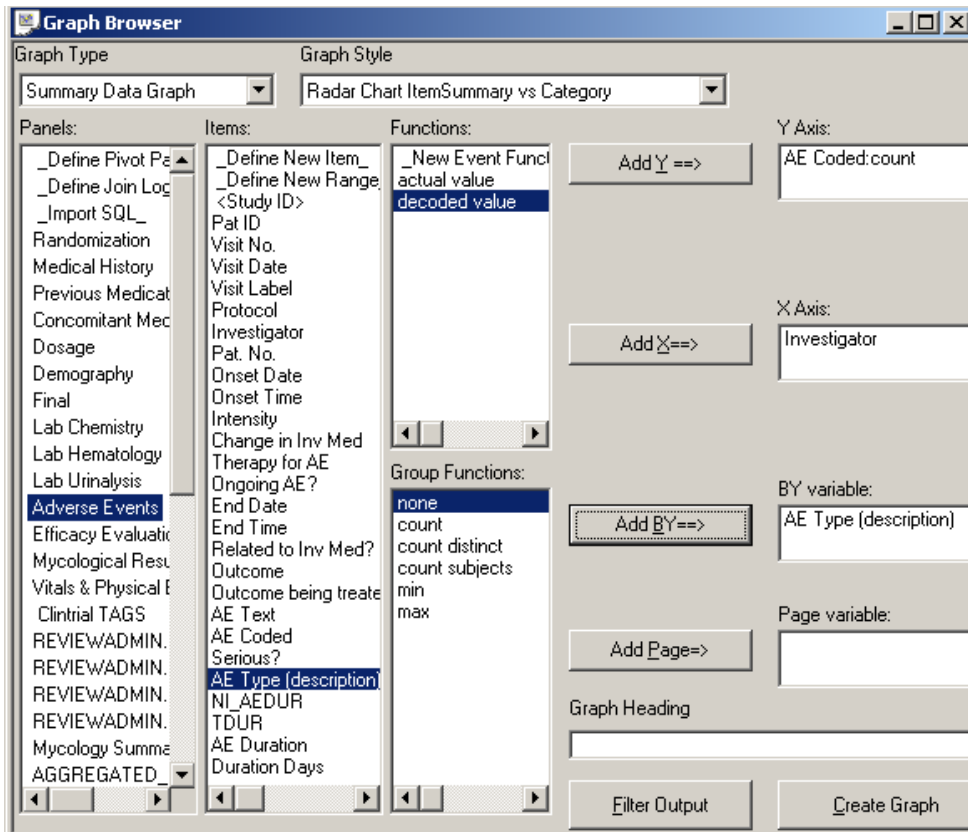 Graph Browser
Graph Type
Graph Style
Summary Data Graph
Radar Chart ItemSummary vs Category
Panels:
_Define Pivot Pa
_Define Join Log
_Import SQL_
Randomization
Medical History
Previous Medicat
Concomitant Med
Dosage
Demography
Final
Lab Chemistry
Lab Hematology
Lab Urinalysis
Adverse Events
Efficacy Evaluatio
Mycological Resu
Vitals & Physical E
Clintrial TAGS
REVIEWADMIN.
REVIEWADMIN.
REVIEWADMIN.
REVIEWADMIN.
Mycology Summa
AGGREGATED_
Items:
_Define New Item_
_Define New Range_
<Study ID>
Pat ID
Visit No.
Visit Date
Visit Label
Protocol
Investigator
Pat. No.
Onset Date
Onset Time
Intensity
Change in Inv Med
Therapy for AE
Ongoing AE?
End Date
End Time
Related to Inv Med?
Outcome
Outcome being treate
AE Text
AE Coded
Serious?
AE Type (description)
NI_AEDUR
TDUR
AE Duration
Duration Days
Functions:
_New Event Funct
actual value
decoded value
Group Functions:
none
count
count distinct
count subjects
min
max
Add Y ==>
Y Axis:
AE Coded:count
Add X==>
X Axis:
Investigator
Add BY==>
BY variable:
AE Type (description)
Add Page=>
Page variable:
Graph Heading
Filter Output
Create Graph